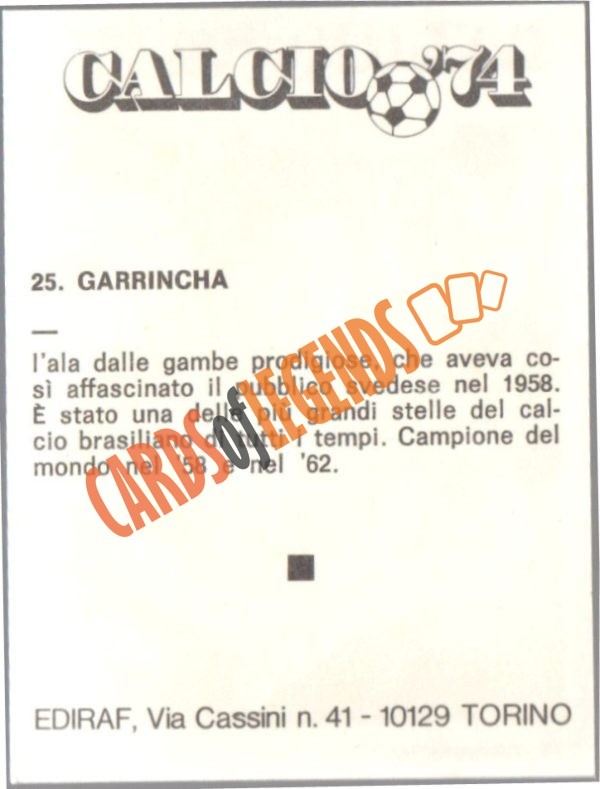 CALCIO '74
25. GARRINCHA
—
l'ala dalle gambe prodigiose, che aveva co-
sì affascinato il pubblico svedese nel 1958.
È stato una delle più grandi stelle del cal-
cio brasiliano di tutti i tempi. Campione del
mondo nel '58 e nel '62.
CARDS of LEGENDS
EDIRAF, Via Cassini n. 41 - 10129 TORINO